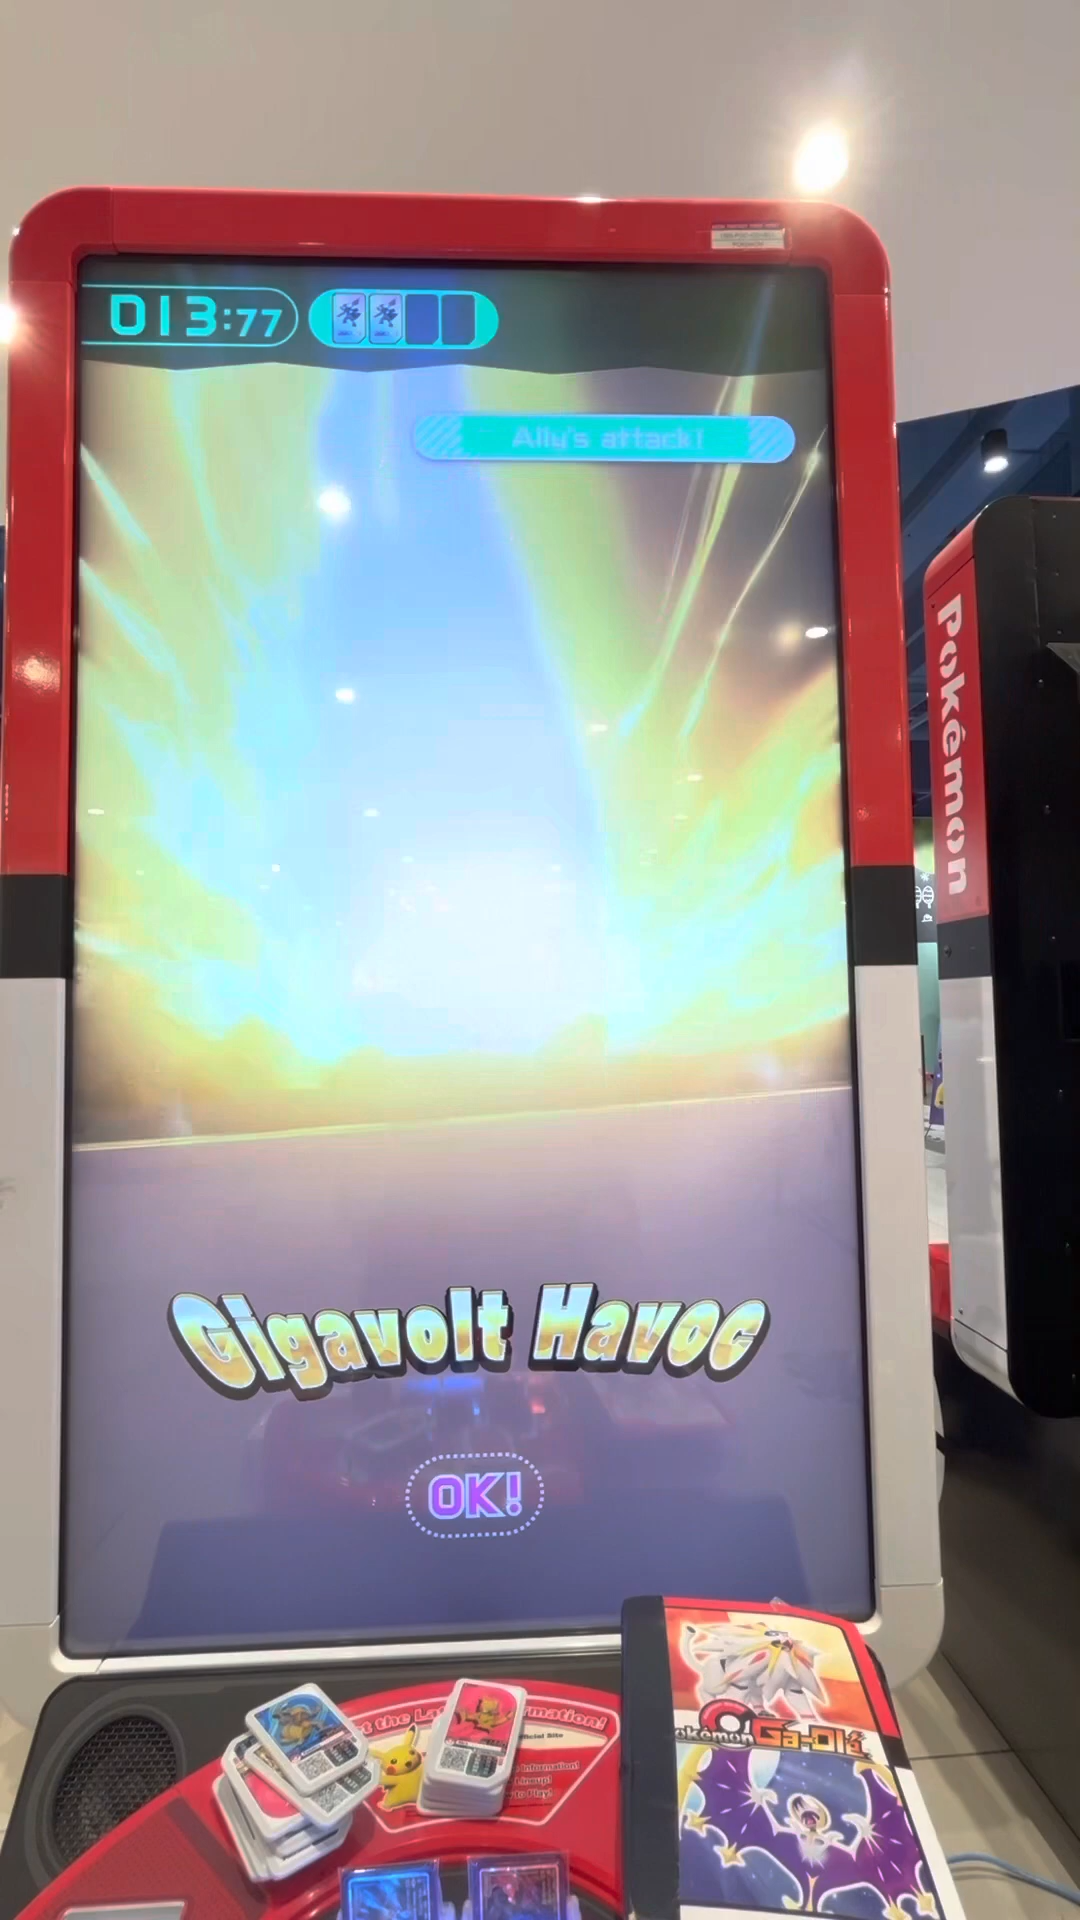 013:77
Ally's attack!
Pokémon
Gigavolt Havoc
OK!
Pokémon Ga-Olé